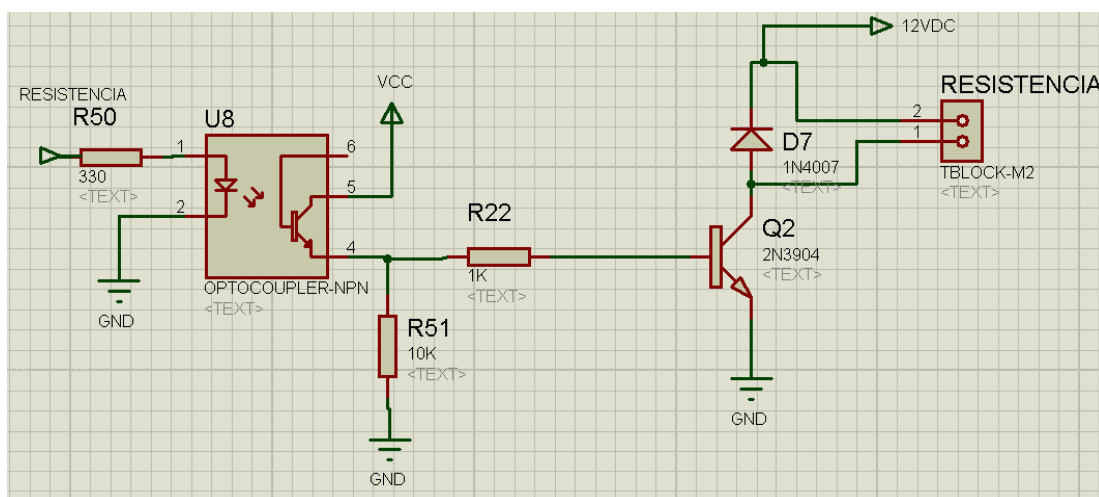 12VDC
RESISTENCIA
R50
330
<TEXT>
1
2
GND
U8
6
5
4
OPTOCOUPLER-NPN
<TEXT>
VCC
R22
1K
<TEXT>
R51
10K
<TEXT>
GND
D7
1N4007
<TEXT>
Q2
2N3904
<TEXT>
GND
RESISTENCIA
2
1
TBLOCK-M2
<TEXT>